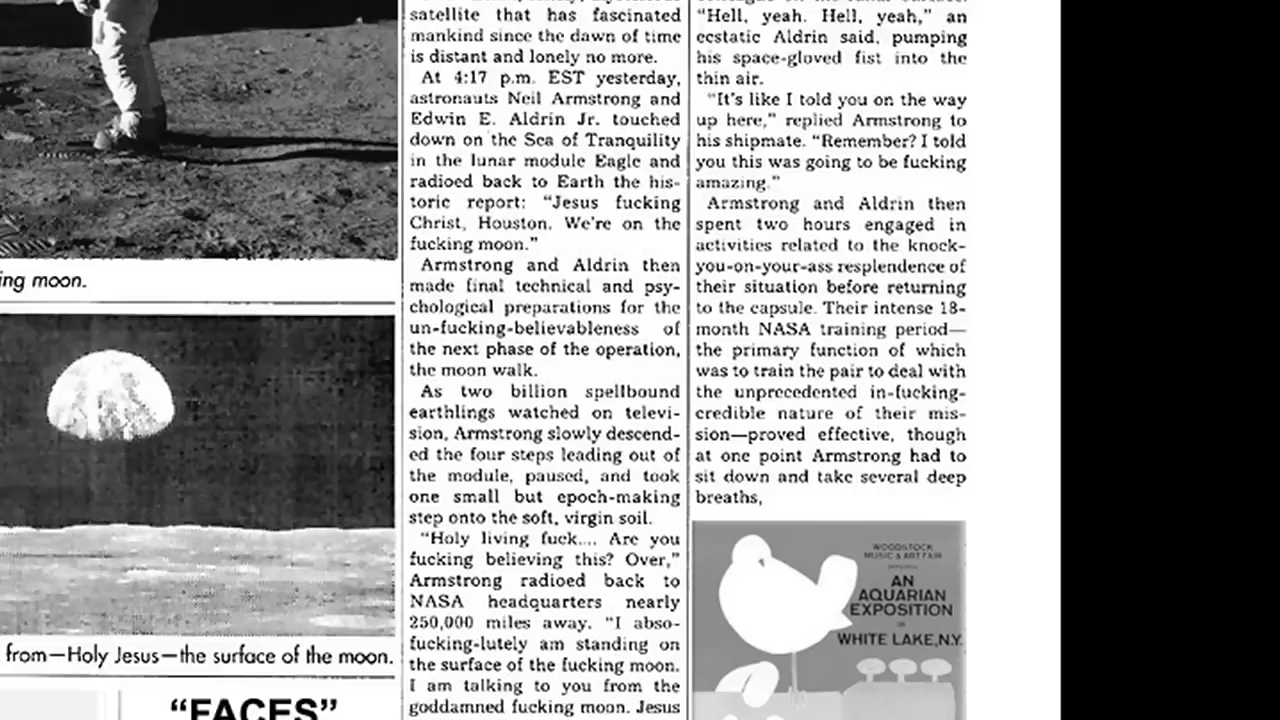 ing moon.
from—Holy Jesus—the surface of the moon.
"FACES"
satellite that has fascinated
mankind since the dawn of time
is distant and lonely no more.
At 4:17 p.m. EST yesterday,
astronauts Neil Armstrong and
Edwin E. Aldrin Jr. touched
down on the Sea of Tranquility
in the lunar module Eagle and
radioed back to Earth the his-
toric report: "Jesus fucking
Christ, Houston. We're on the
fucking moon."
Armstrong and Aldrin then
made final technical and psy-
chological preparations for the
un-fucking-believableness of
the next phase of the operation,
the moon walk.
As two billion spellbound
earthlings watched on televi-
sion, Armstrong slowly descend-
ed the four steps leading out of
the module, paused, and took
one small but epoch-making
step onto the soft, virgin soil.
"Holy living fuck.... Are you
fucking believing this? Over,"
Armstrong radioed back to
NASA headquarters nearly
250,000 miles away. "I abso-
fucking-lutely am standing on
the surface of the fucking moon.
I am talking to you from the
goddamned fucking moon. Jesus
"Hell, yeah. Hell, yeah," an
ecstatic Aldrin said, pumping
his space-gloved fist into the
thin air.
"It's like I told you on the way
up here," replied Armstrong to
his shipmate. "Remember? I told
you this was going to be fucking
amazing."
Armstrong and Aldrin then
spent two hours engaged in
activities related to the knock-
you-on-your-ass resplendence of
their situation before returning
to the capsule. Their intense 18-
month NASA training period—
the primary function of which
was to train the pair to deal with
the unprecedented in-fucking-
credible nature of their mis-
sion—proved effective, though
at one point Armstrong had to
sit down and take several deep
breaths,
WOODSTOCK
MUSIC & ART FAIR
AN
AQUARIAN
EXPOSITION
WHITE LAKE, N.Y.